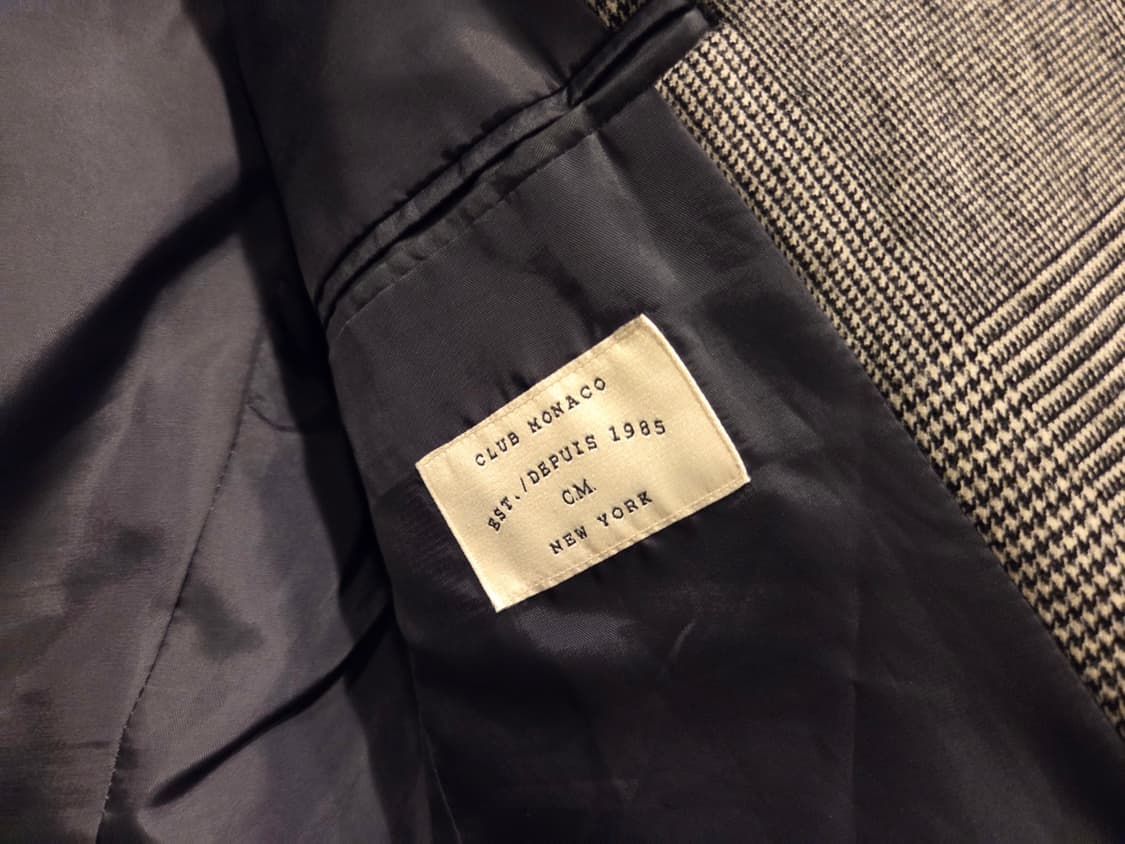 CLUB MONACO
EST./DEPUIS 1985
C.M.
NEW YORK